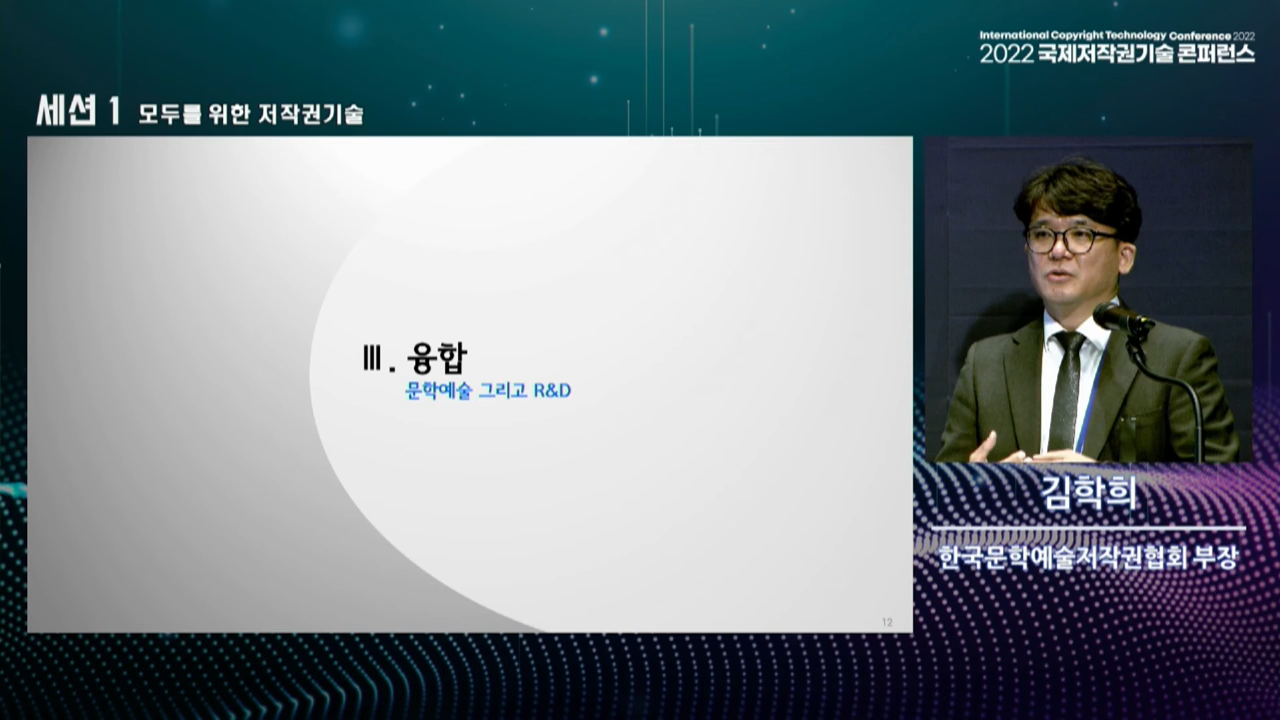 International Copyright Technology Conference 2022
2022 국제저작권기술 콘퍼런스
세션 1 모두를 위한 저작권기술
Ⅲ. 융합
문학예술 그리고 R&D
12
김학희
한국문학예술저작권협회 부장